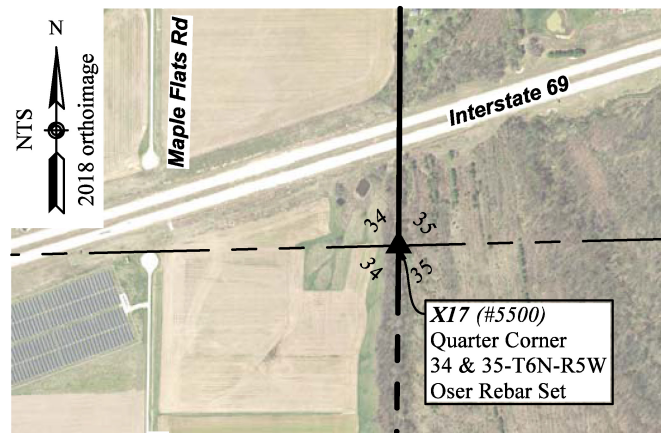 N
NTS
2018 orthoimage
Maple Flats Rd
Interstate 69
34
35
34
35
X17 (#5500)
Quarter Corner
34 & 35-T6N-R5W
Oser Rebar Set